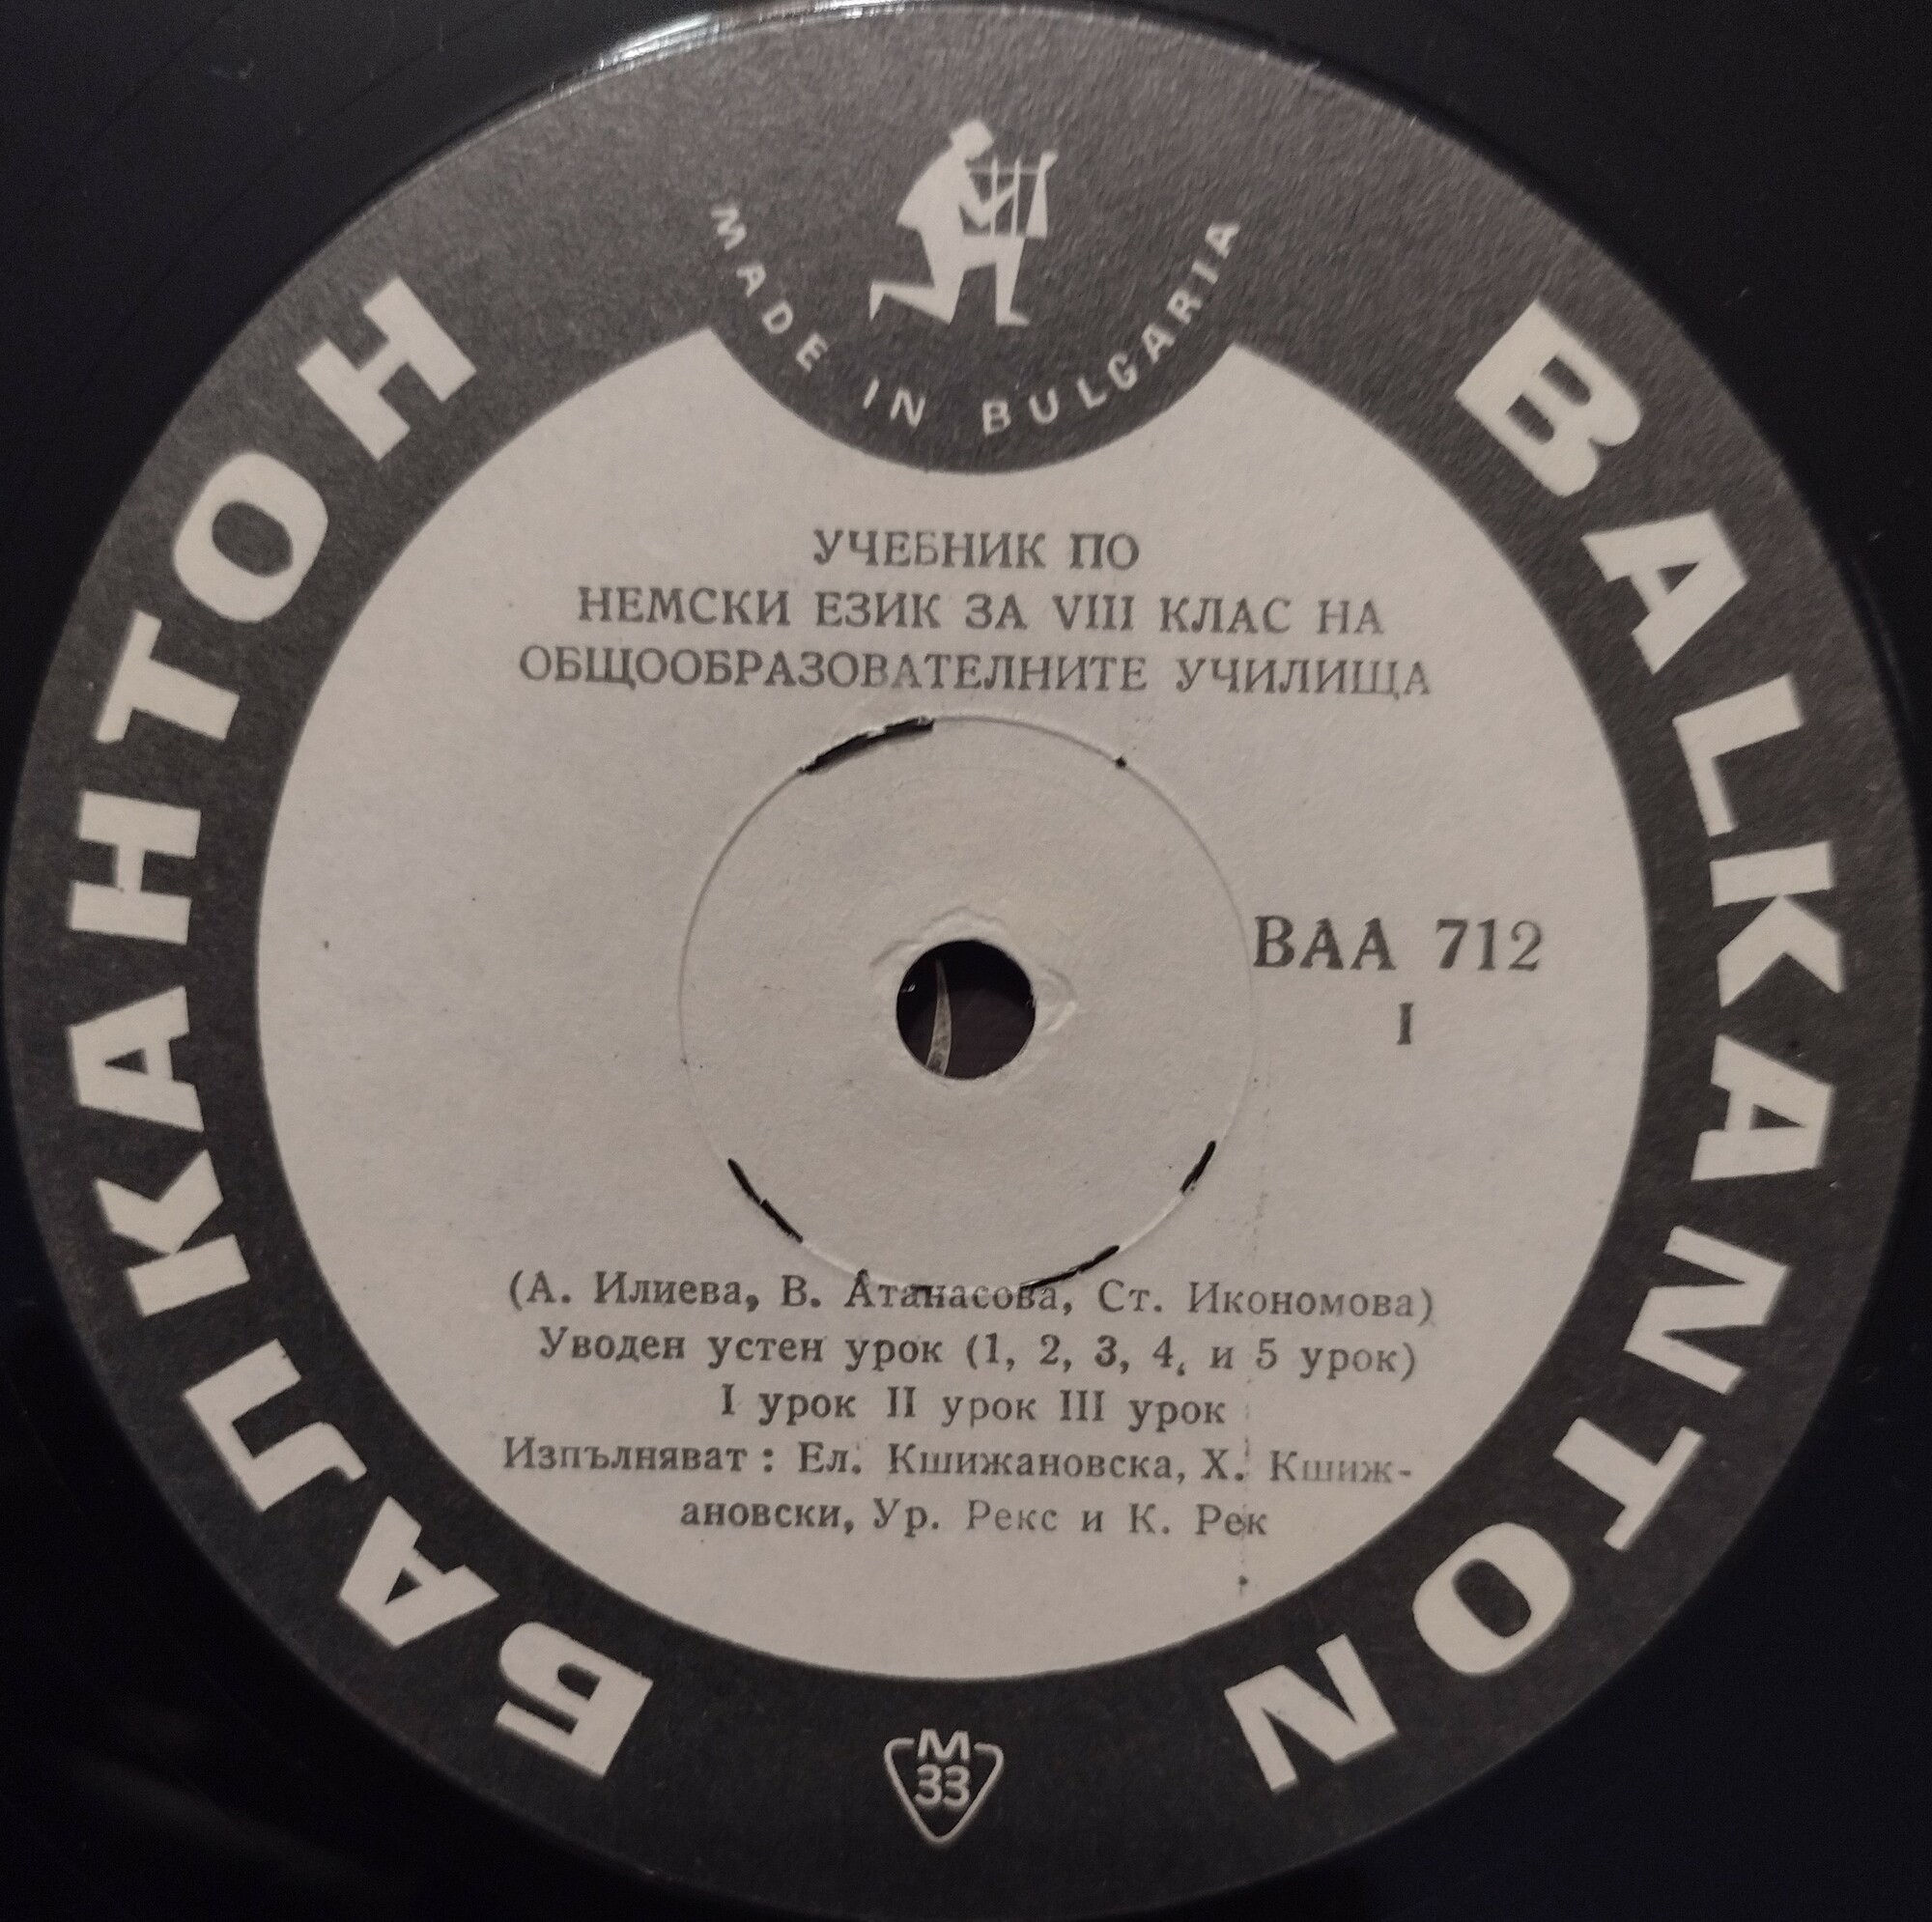 MADE IN BULGARIA
БАЛКАНТОН
BALKANTON
УЧЕБНИК ПО
НЕМСКИ ЕЗИК ЗА VIII КЛАС НА
ОБЩООБРАЗОВАТЕЛНИТЕ УЧИЛИЩА
ВАА 712
I
(А. Илиева, В. Атанасова, Ст. Икономова)
Уводен устен урок (1, 2, 3, 4, и 5 урок)
I урок II урок III урок
Изпълняват : Ел. Кшижановска, Х. Кшиж-
ановски, Ур. Рекс и К. Рек
M
33